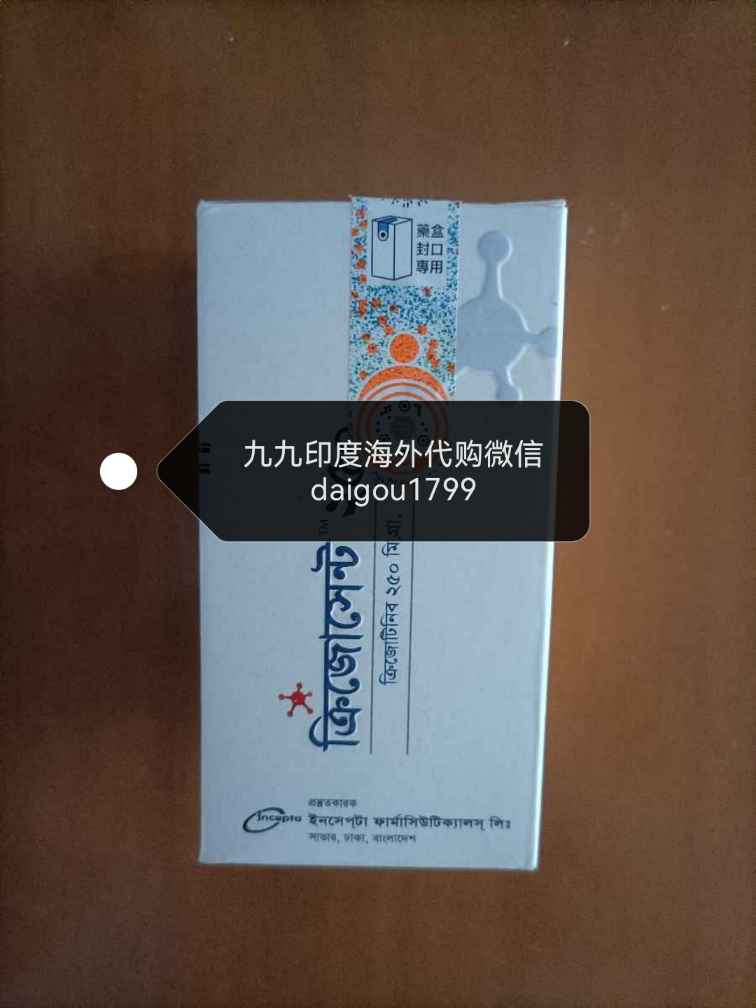 藥盒
封口
專用
九九印度海外代购微信
daigou1799
ক্রিজোসেন্ট
TM
ক্রিজোটিনিব ২৫০ মি.গ্রা.
Incepta
প্রস্তুতকারক
ইনসেপ্‌টা ফার্মাসিউটিক্যালস্‌ লিঃ
সাভার, ঢাকা, বাংলাদেশ